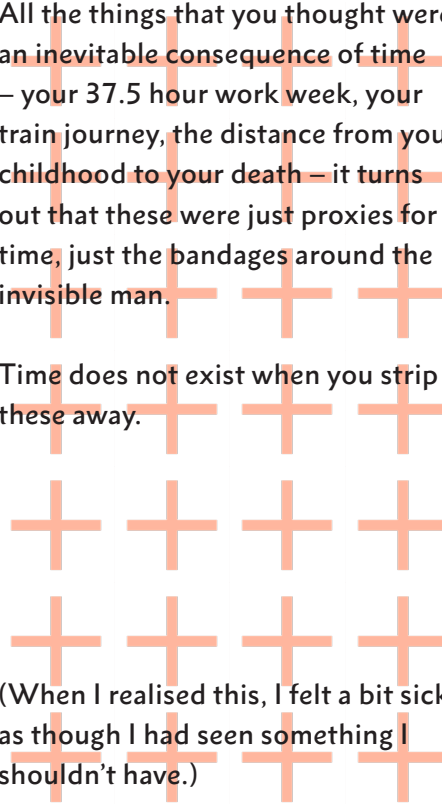 All the things that you thought were
an inevitable consequence of time
– your 37.5 hour work week, your
train journey, the distance from you
childhood to your death – it turns
out that these were just proxies for
time, just the bandages around the
invisible man.
Time does not exist when you strip
these away.
(When I realised this, I felt a bit sick
as though I had seen something I
shouldn't have.)